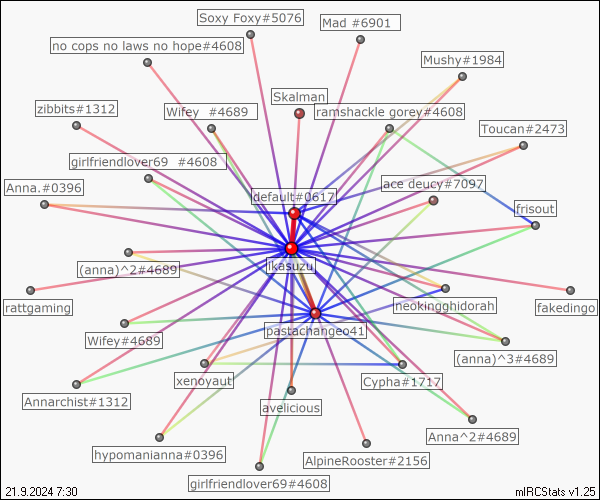 Soxy Foxy#5076
Mad #6901
no cops no laws no hope#4608
Mushy#1984
Skalman
zibbits#1312
Wifey #4689
ramshackle gorey#4608
Toucan#2473
girlfriendlover69 #4608
Anna.#0396
default#0617
ace deucy#7097
frisout
(anna)^2#4689
ikasuzu
rattgaming
neokingghidorah
fakedingo
Wifey#4689
pastachangeo41
(anna)^3#4689
xenoyaut
Cypha#1717
Annarchist#1312
avelicious
Anna^2#4689
hypomanianna#0396
AlpineRooster#2156
girlfriendlover69#4608
21.9.2024 7:30
mIRCStats v1.25